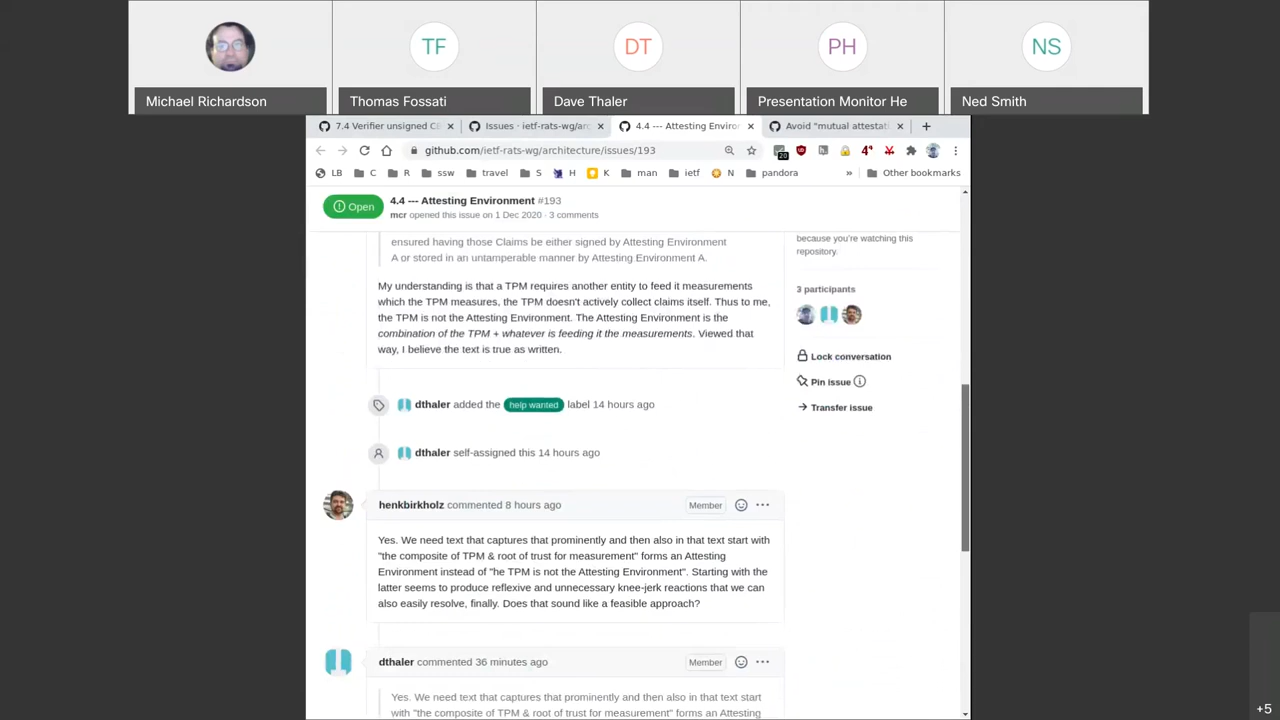 TF
DT
PH
NS
Michael Richardson
Thomas Fossati
Dave Thaler
Presentation Monitor He
Ned Smith
7.4 Verifier unsigned CB
Issues · ietf-rats-wg/arc
4.4 --- Attesting Enviror
Avoid "mutual attestati
github.com/ietf-rats-wg/architecture/issues/193
LB
C
R
ssw
travel
S
H
K
man
ietf
N
pandora
»
Other bookmarks
Open
4.4 --- Attesting Environment #193
mcr opened this issue on 1 Dec 2020 · 3 comments
ensured having those Claims be either signed by Attesting Environment
A or stored in an untamperable manner by Attesting Environment A.
because you're watching this
repository.
My understanding is that a TPM requires another entity to feed it measurements
which the TPM measures, the TPM doesn't actively collect claims itself. Thus to me,
the TPM is not the Attesting Environment. The Attesting Environment is the
combination of the TPM + whatever is feeding it the measurements. Viewed that
way, I believe the text is true as written.
3 participants
Lock conversation
Pin issue
Transfer issue
dthaler added the help wanted label 14 hours ago
dthaler self-assigned this 14 hours ago
henkbirkholz commented 8 hours ago
Member
Yes. We need text that captures that prominently and then also in that text start with
"the composite of TPM & root of trust for measurement" forms an Attesting
Environment instead of "he TPM is not the Attesting Environment". Starting with the
latter seems to produce reflexive and unnecessary knee-jerk reactions that we can
also easily resolve, finally. Does that sound like a feasible approach?
dthaler commented 36 minutes ago
Member
Yes. We need text that captures that prominently and then also in that text start
with "the composite of TPM & root of trust for measurement" forms an Attesting
+5